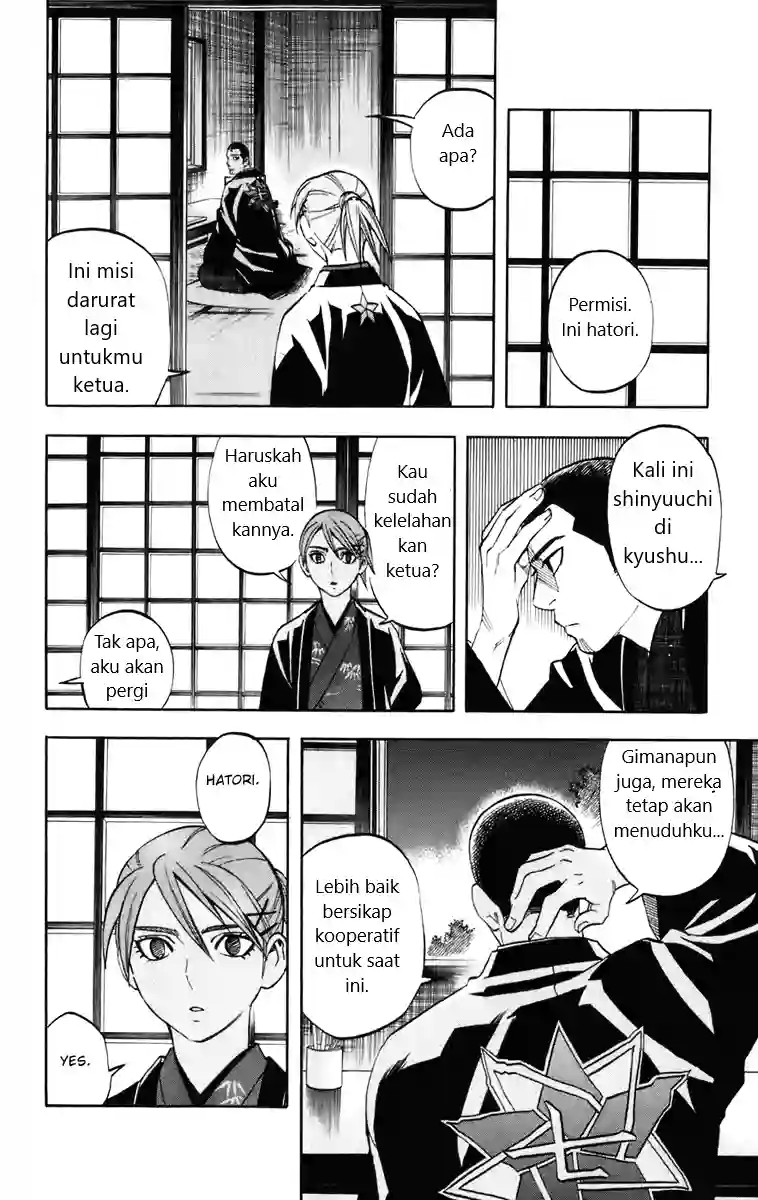 Permisi.
Ini hatori.
Ada
apa?
Ini misi
darurat
lagi
untukmu
ketua.
Kali ini
shinyuuchi
di
kyushu...
Kau
sudah
kelelahan
kan
ketua?
Haruskah
aku
membatal
kannya.
Tak apa,
aku akan
pergi
Gimanapun
juga, mereka
tetap akan
menuduhku...
Lebih baik
bersikap
kooperatif
untuk saat
ini.
七
HATORI.
YES.